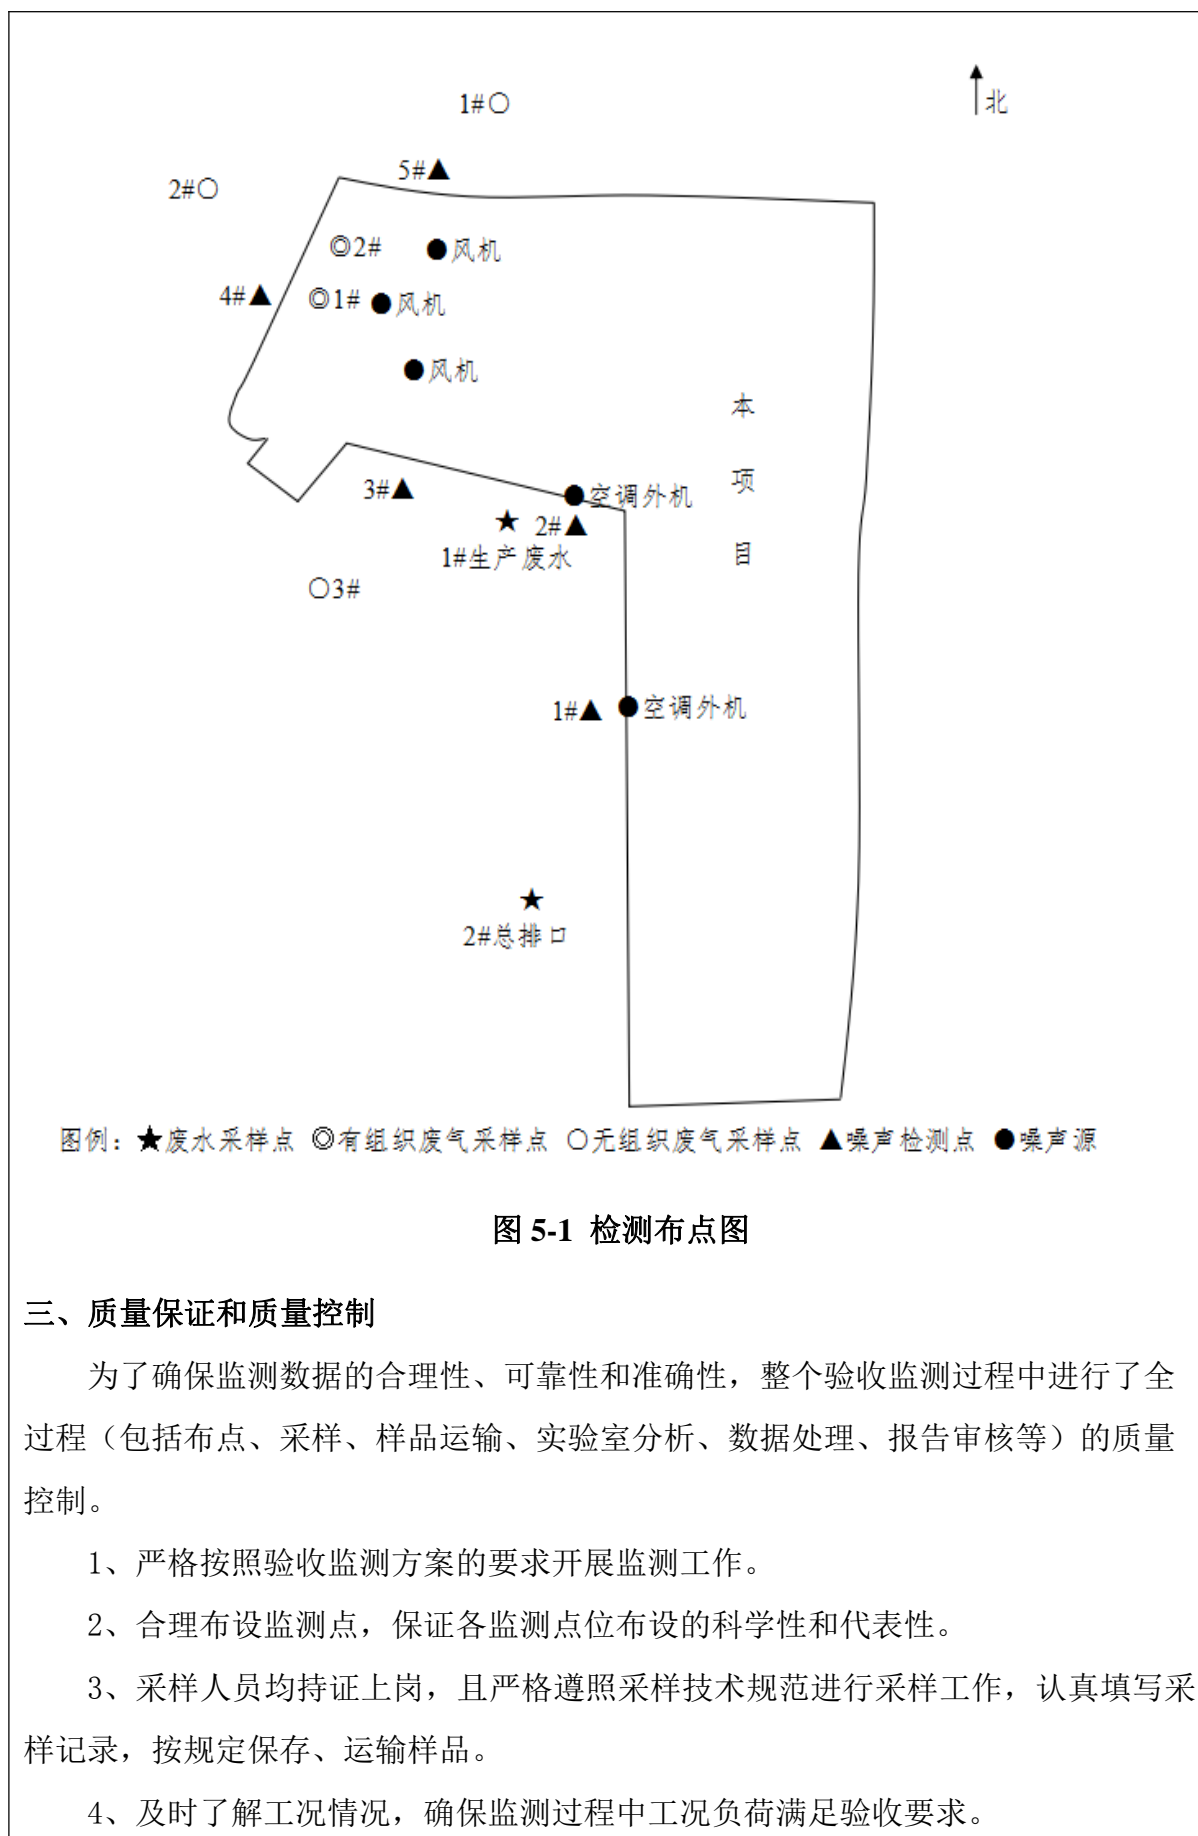 1#○
北
5#▲
2#○
◎2# ●风机
4#▲ ◎1# ●风机
●风机
本
项
目
3#▲ ●空调外机
★ 2#▲
1#生产废水
○3#
1#▲ ●空调外机
★
2#总排口
图例：★废水采样点 ◎有组织废气采样点 ○无组织废气采样点 ▲噪声检测点 ●噪声源
图 5-1 检测布点图
三、质量保证和质量控制
为了确保监测数据的合理性、可靠性和准确性，整个验收监测过程中进行了全
过程（包括布点、采样、样品运输、实验室分析、数据处理、报告审核等）的质量
控制。
1、严格按照验收监测方案的要求开展监测工作。
2、合理布设监测点，保证各监测点位布设的科学性和代表性。
3、采样人员均持证上岗，且严格遵照采样技术规范进行采样工作，认真填写采
样记录，按规定保存、运输样品。
4、及时了解工况情况，确保监测过程中工况负荷满足验收要求。